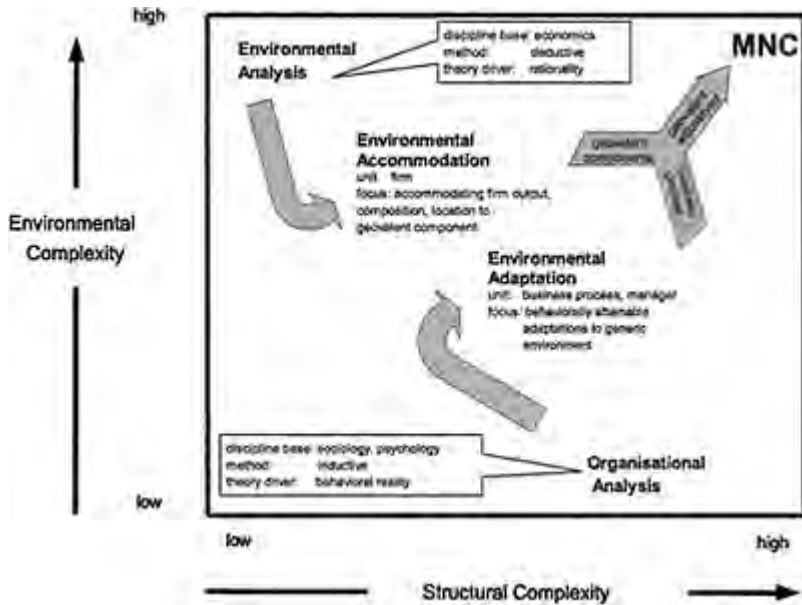 high
Environmental
Analysis
discipline base: economics
method: deductive
theory driver: rationality
MNC
Environmental
Accommodation
unit: firm
focus: accommodating firm output,
composition, location to
geovalent component
Environmental
Complexity
Environmental
Adaptation
unit: business process, manager
focus: behaviorally attainable
adaptations to generic
environment
discipline base: sociology, psychology
method: inductive
theory driver: behavioral reality
Organisational
Analysis
low
low
high
Structural Complexity